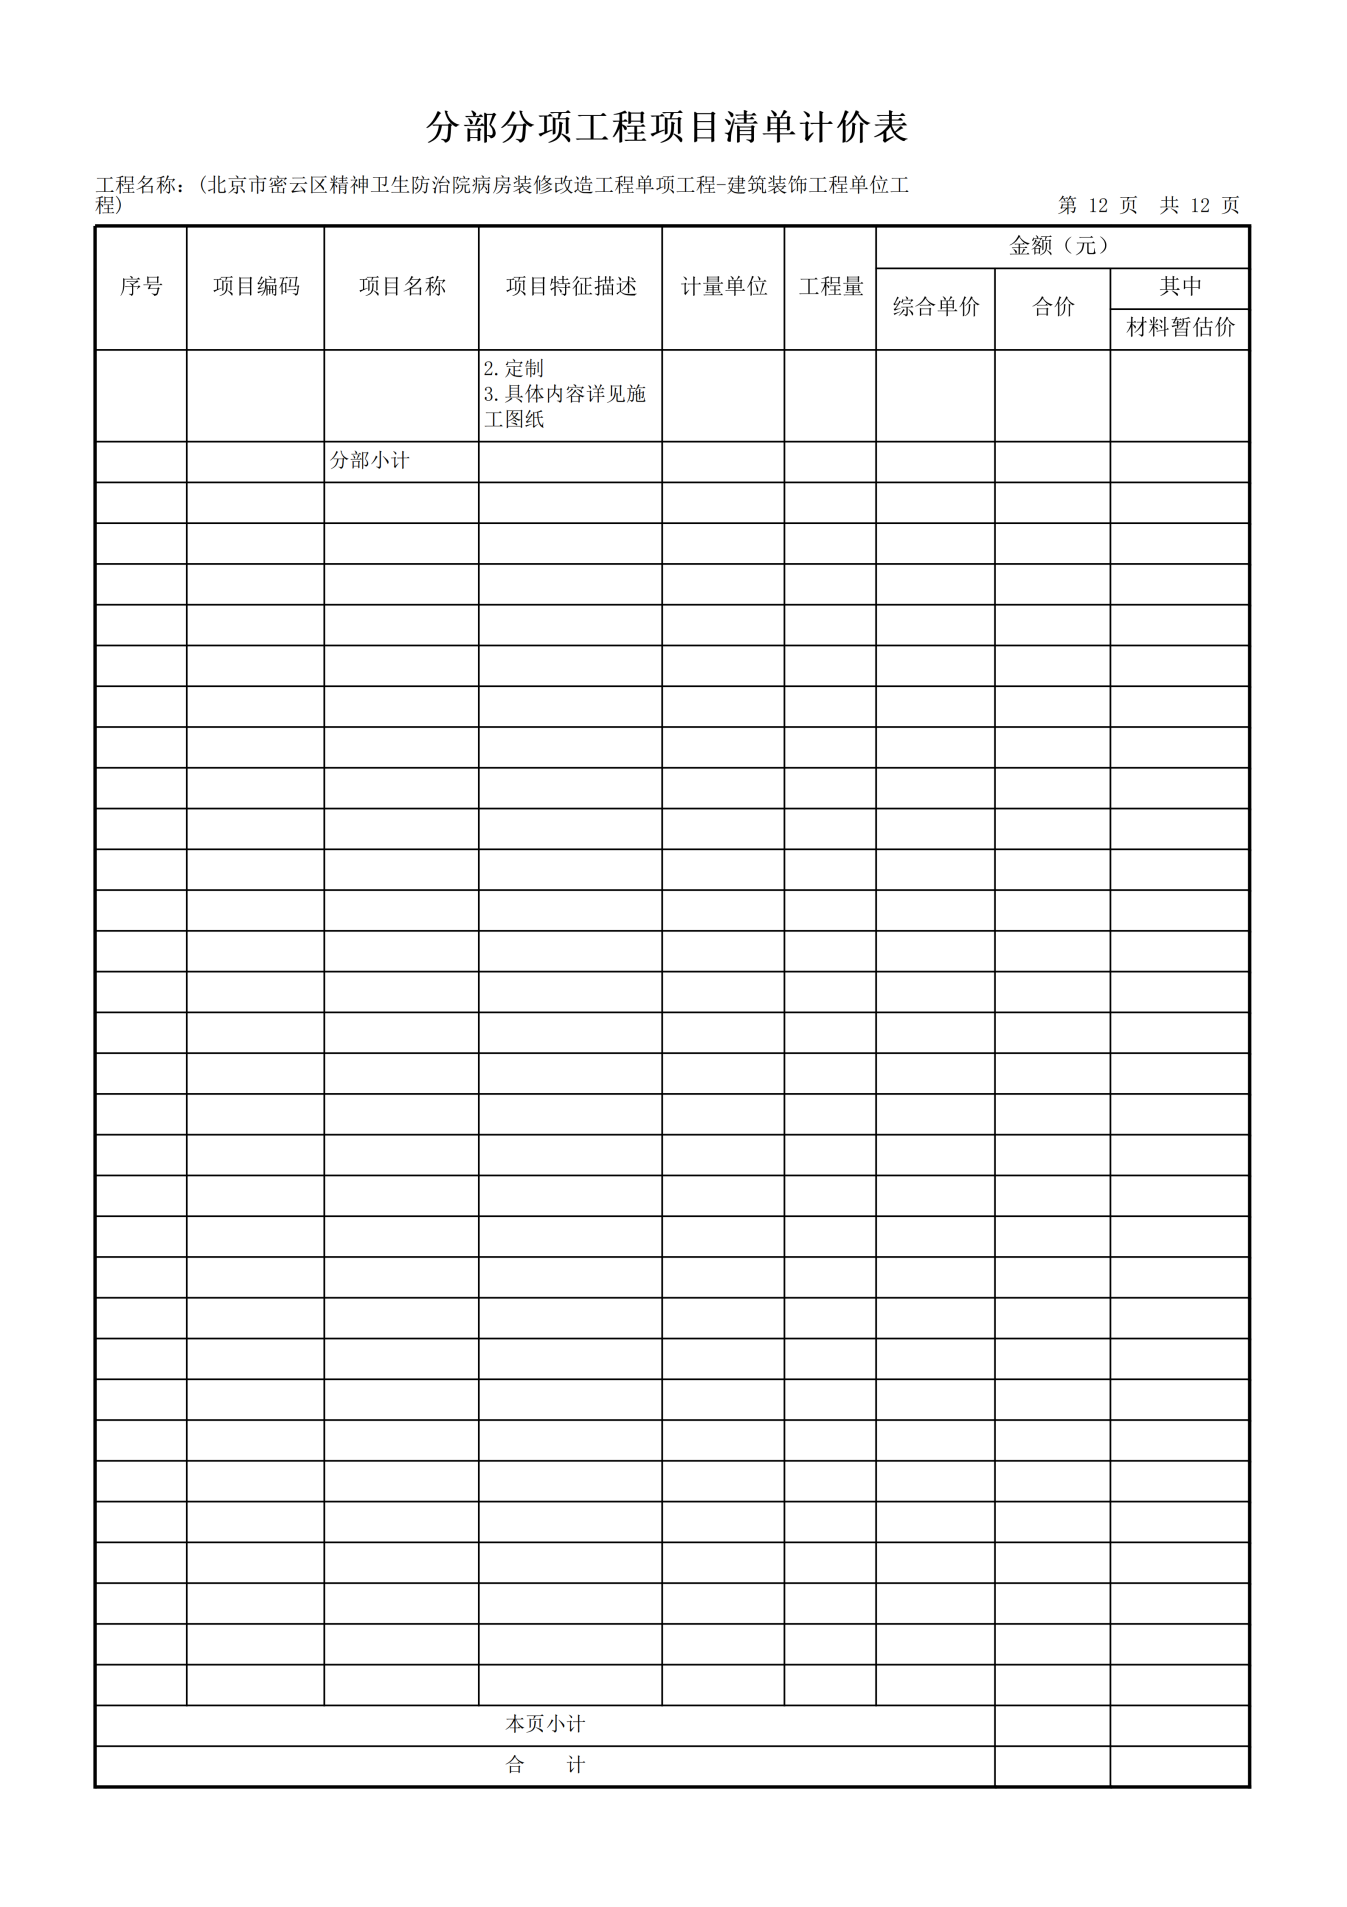 分部分项工程项目清单计价表
工程名称：(北京市密云区精神卫生防治院病房装修改造工程单项工程-建筑装饰工程单位工
程)
第 12 页 共 12 页
序号 项目编码 项目名称 项目特征描述 计量单位 工程量 金额（元）
综合单价 合价 其中
材料暂估价
2.定制
3.具体内容详见施
工图纸
分部小计
本页小计
合 计